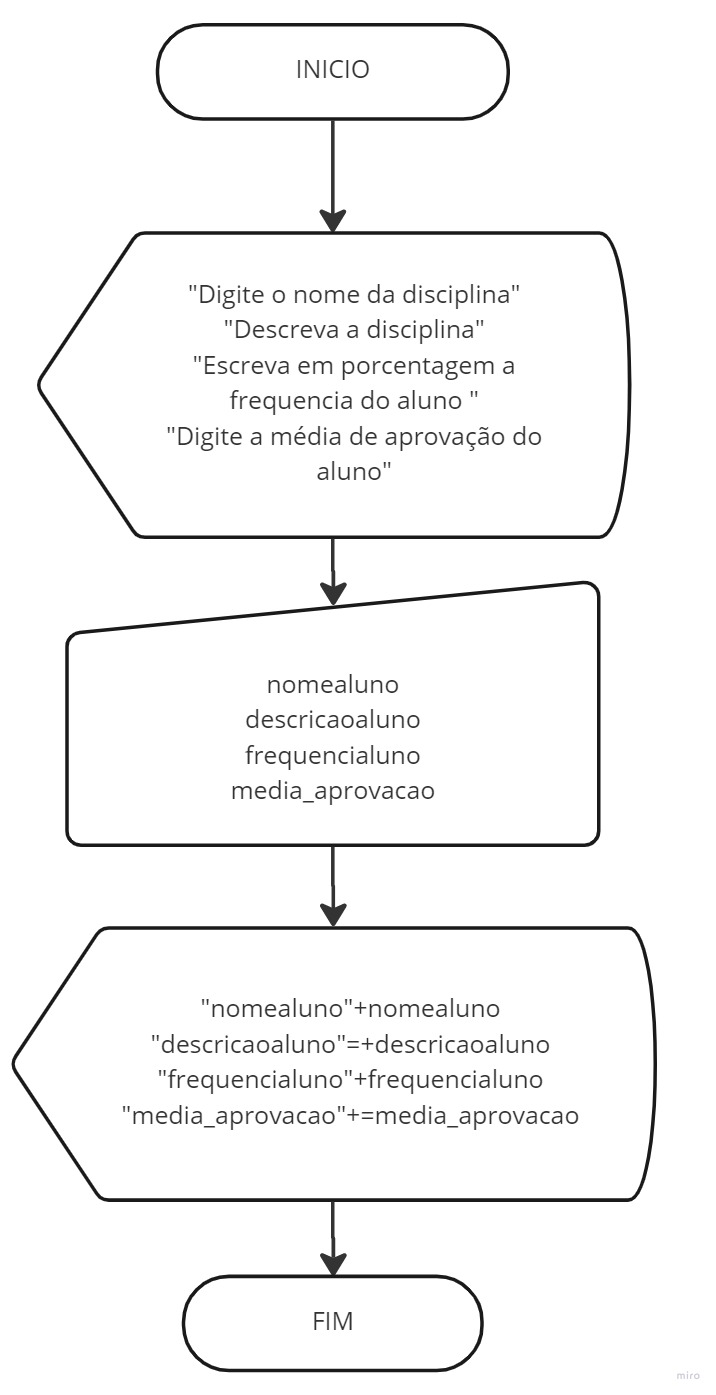 INICIO
"Digite o nome da disciplina"
"Descreva a disciplina"
"Escreva em porcentagem a
frequencia do aluno "
"Digite a média de aprovação do
aluno"
nomealuno
descricaoaluno
frequencialuno
media_aprovacao
"nomealuno"+nomealuno
"descricaoaluno"=+descricaoaluno
"frequencialuno"+frequencialuno
"media_aprovacao"+=media_aprovacao
FIM
miro